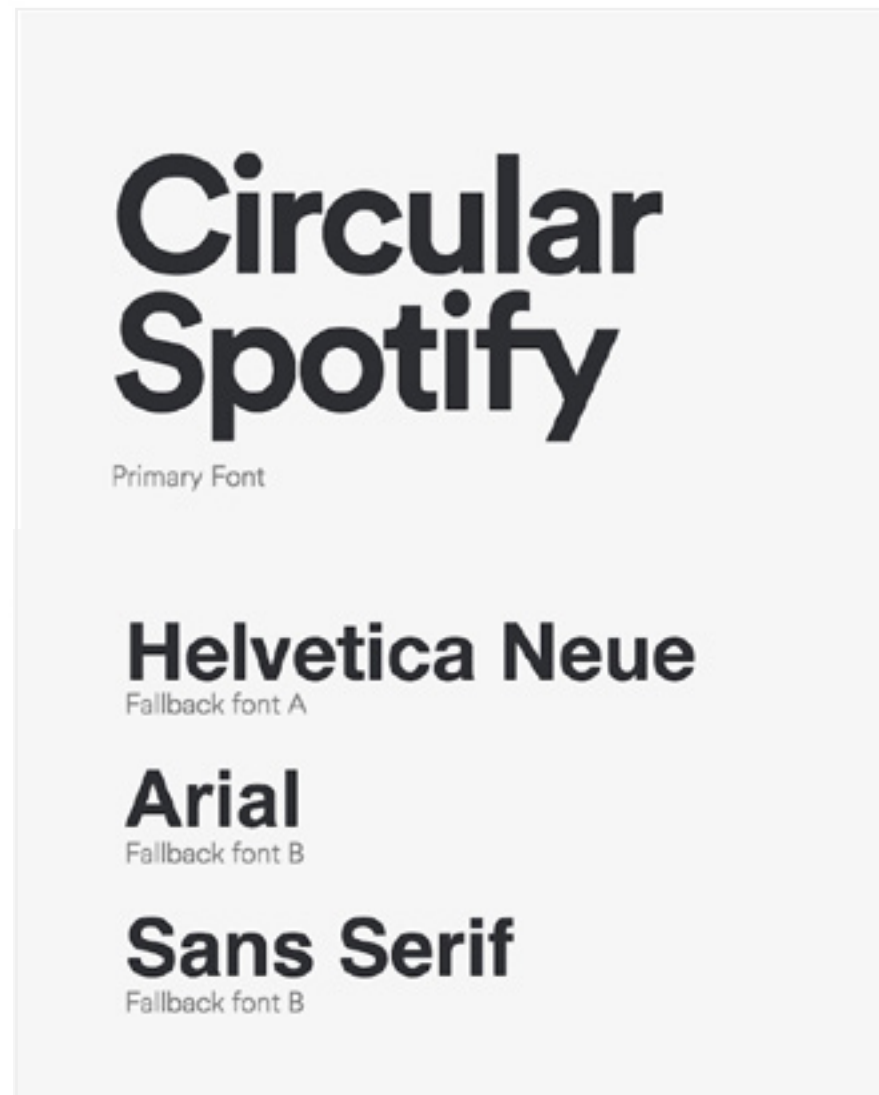 Circular
Spotify
Primary Font
Helvetica Neue
Fallback font A
Arial
Fallback font B
Sans Serif
Fallback font B